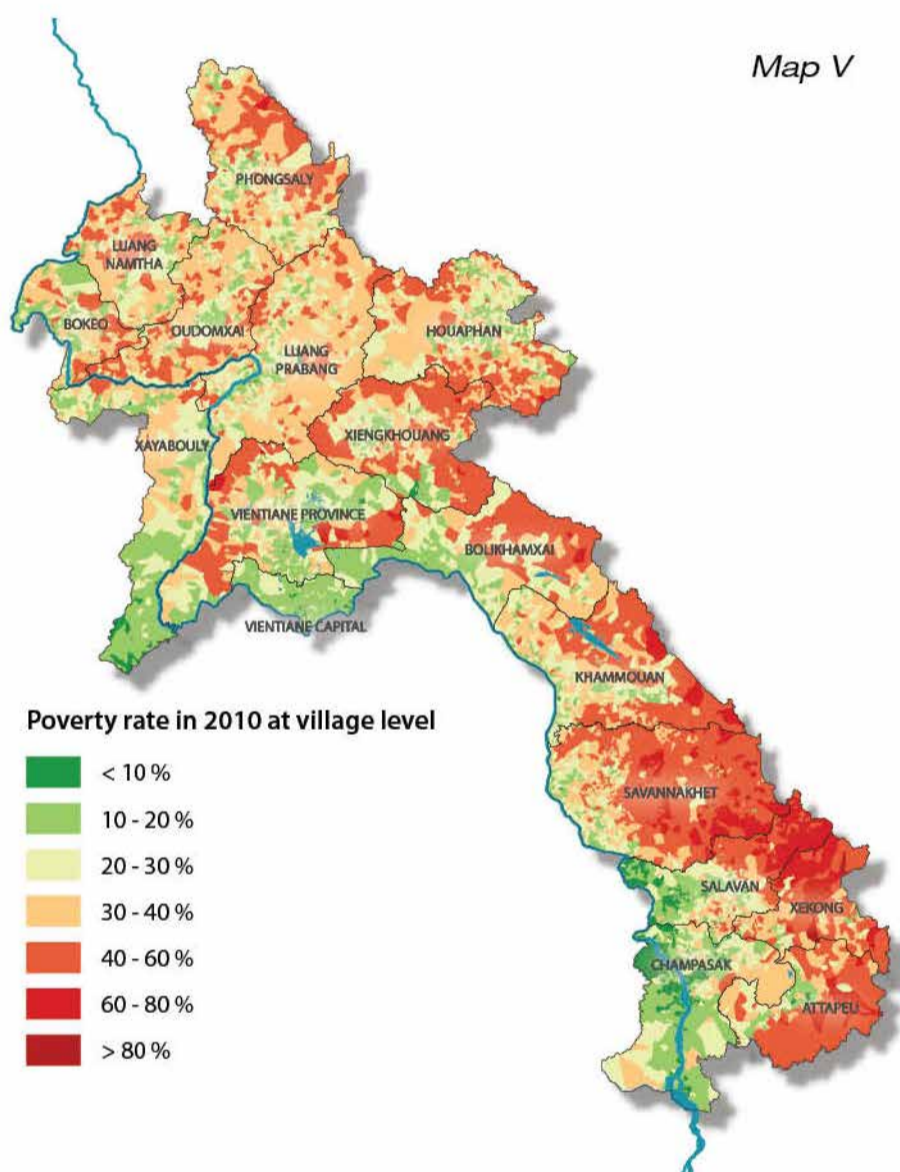 Map V
PHONGSALY
LUANG
NAMTHA
BOKEO
OUDOMXAI
LUANG
PRABANG
HOUAPHAN
XAYABOULY
XIENGKHOUANG
VIENTIANE PROVINCE
BOLIKHAMXAI
VIENTIANE CAPITAL
KHAMMOUAN
SAVANNAKHET
SALAVAN
XEKONG
CHAMPASAK
ATTAPEU
Poverty rate in 2010 at village level
< 10 %
10 - 20 %
20 - 30 %
30 - 40 %
40 - 60 %
60 - 80 %
> 80 %